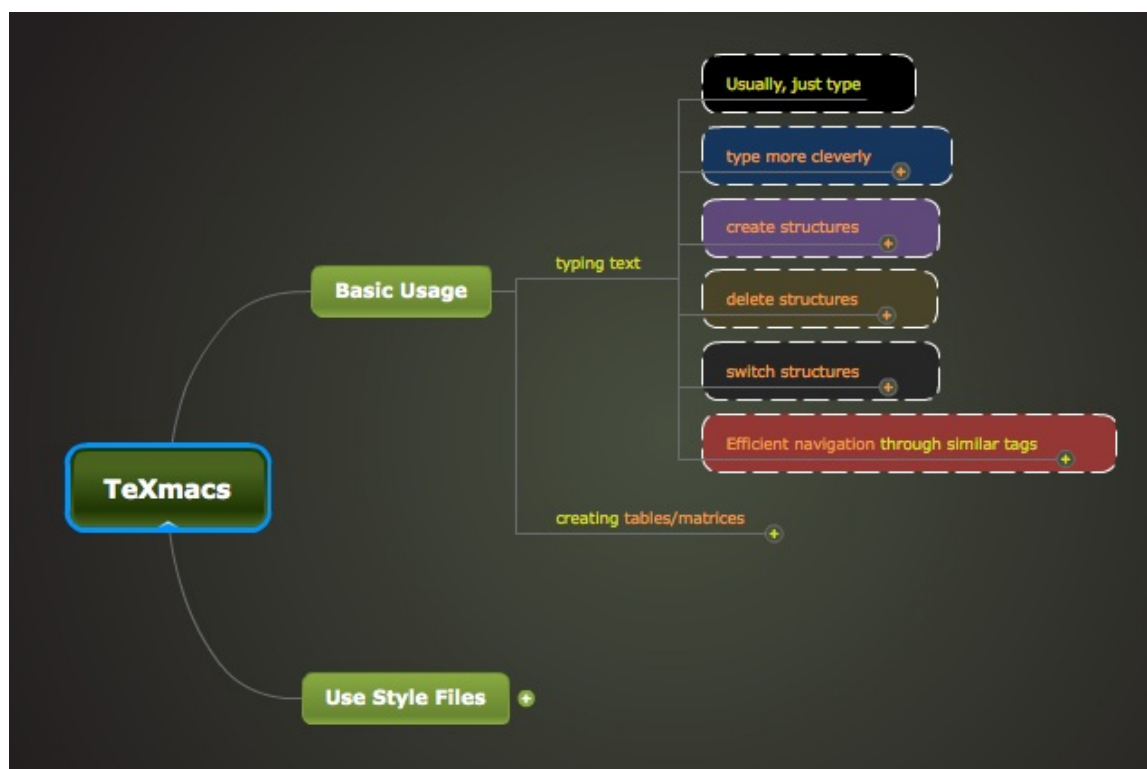 Usually, just type
type more cleverly
create structures
typing text
Basic Usage
delete structures
switch structures
Efficient navigation through similar tags
TeXmacs
creating tables/matrices
Use Style Files